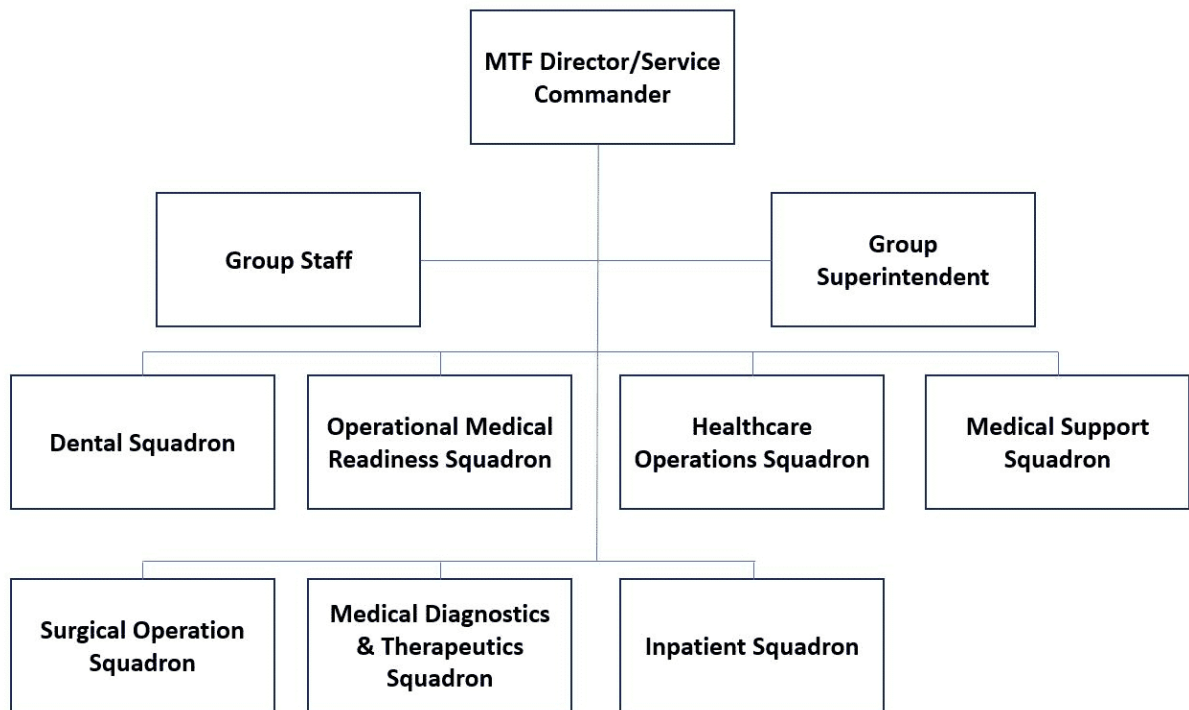 MTF Director/Service
Commander
Group Staff
Group
Superintendent
Dental Squadron
Operational Medical
Readiness Squadron
Healthcare
Operations Squadron
Medical Support
Squadron
Surgical Operation
Squadron
Medical Diagnostics
& Therapeutics
Squadron
Inpatient Squadron